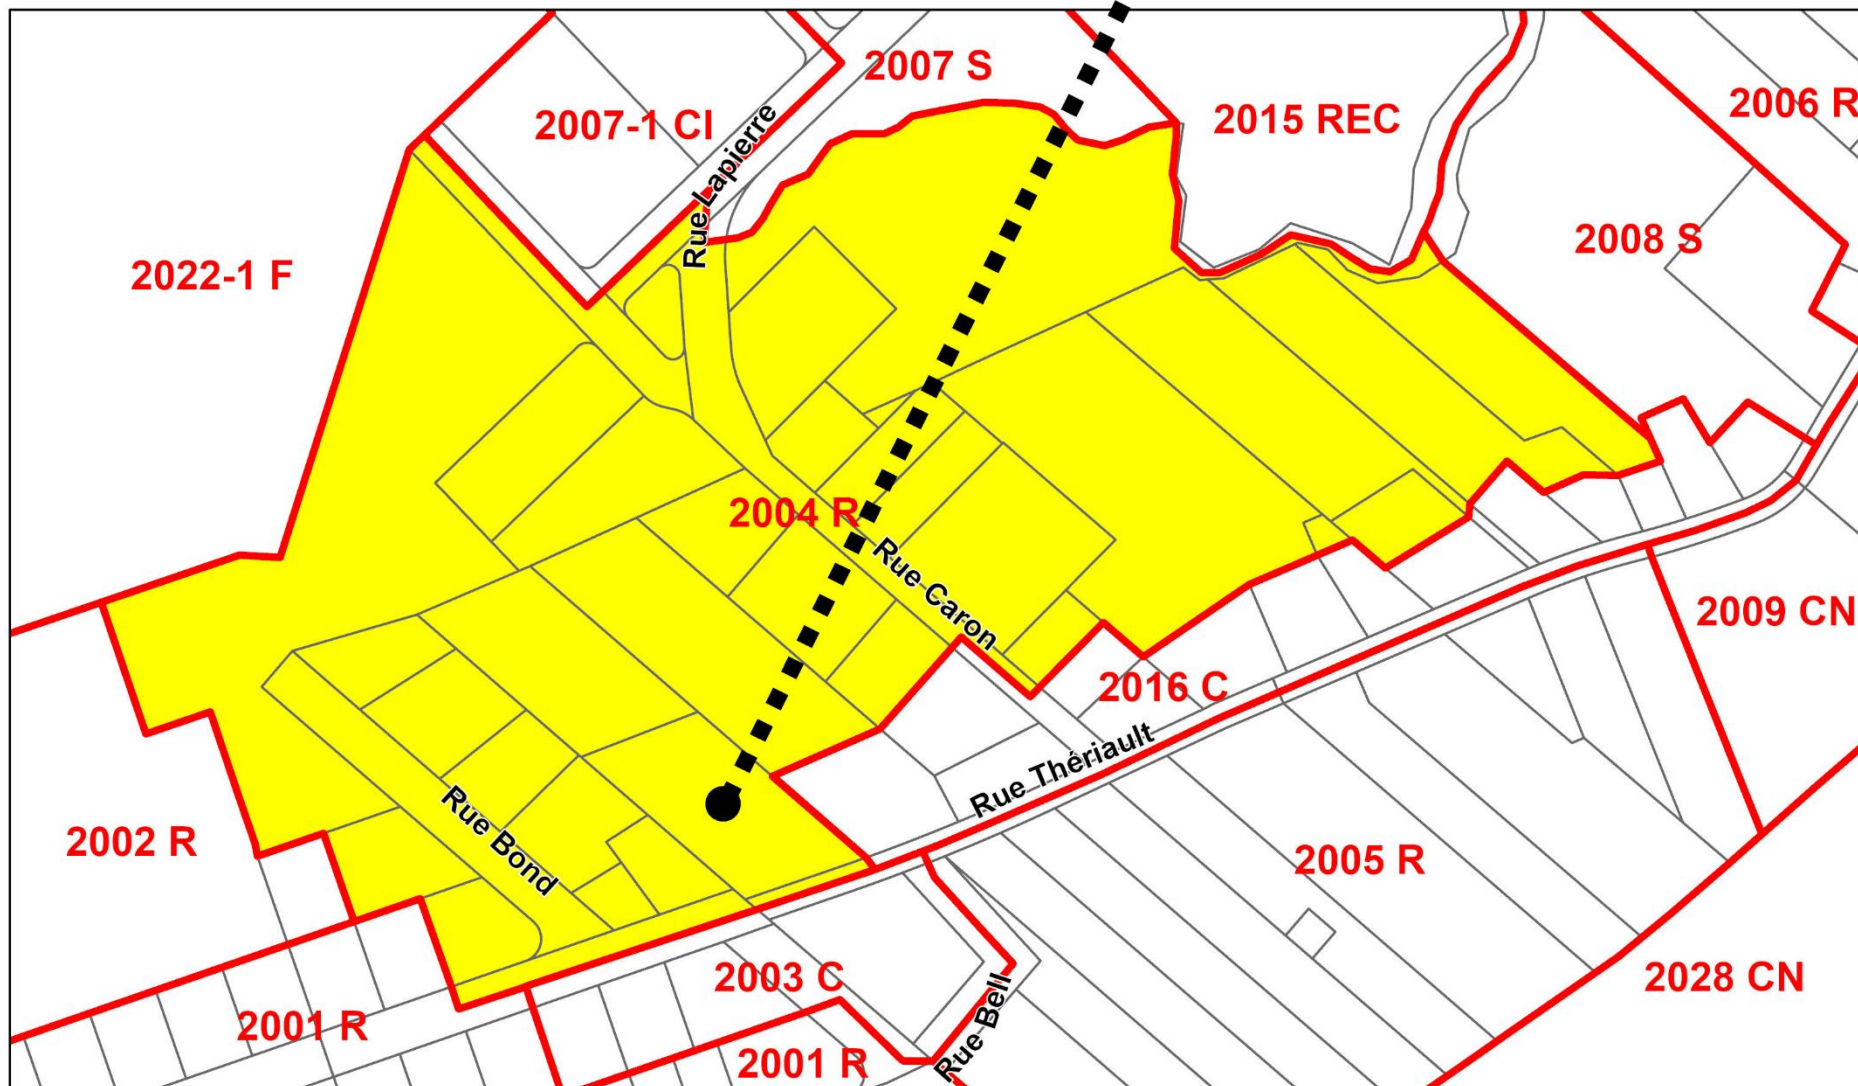 2007 S
2007-1 CI
2015 REC
2006 R
Rue Lapierre
2022-1 F
2008 S
2004 R
Rue Caron
2009 CN
2016 C
Rue Thériault
2002 R
Rue Bond
2005 R
2003 C
2028 CN
2001 R
Rue Bell
2001 R